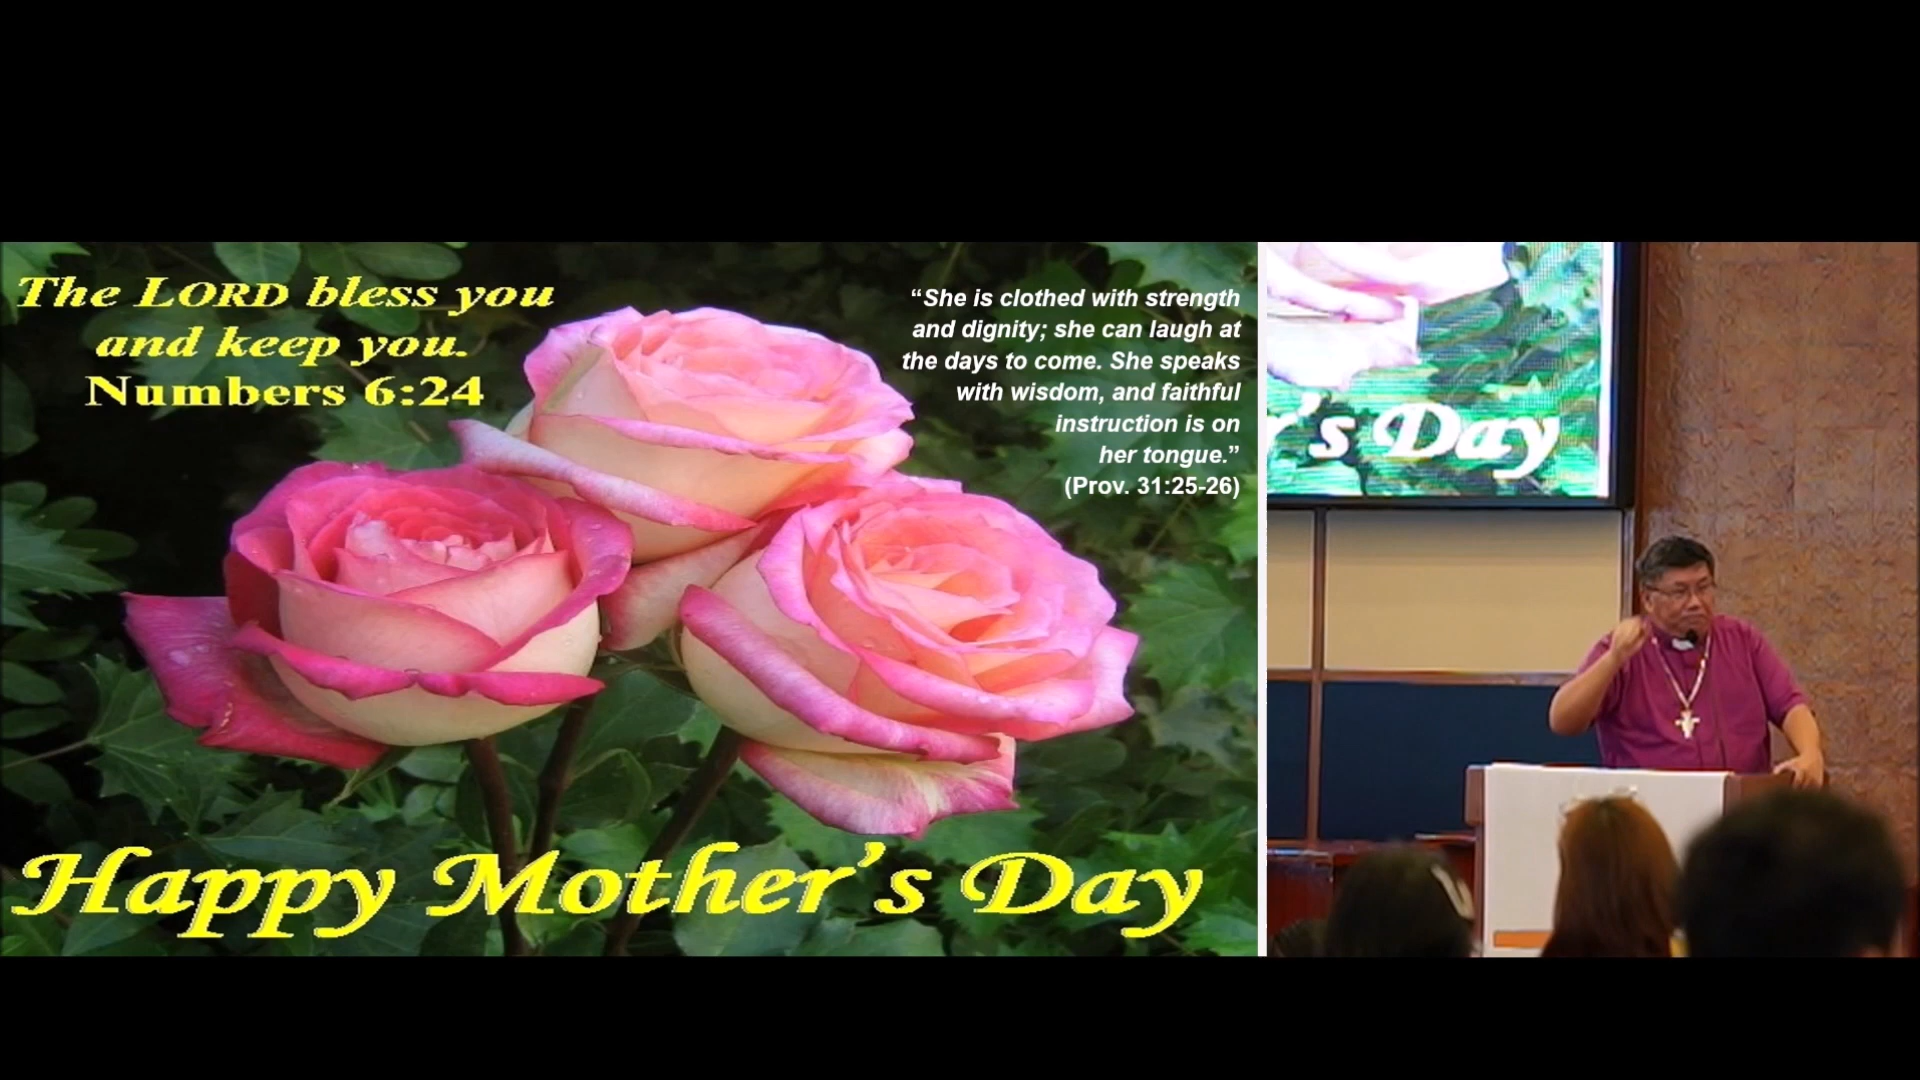 The LORD bless you
and keep you.
Numbers 6:24
“She is clothed with strength
and dignity; she can laugh at
the days to come. She speaks
with wisdom, and faithful
instruction is on
her tongue.”
(Prov. 31:25-26)
Happy Mother’s Day
r’s Day